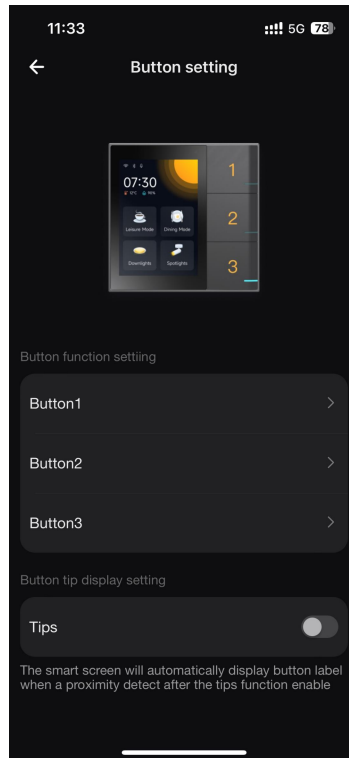 11:33
5G 78
Button setting
1
07:30
2
Leisure Mode Dining Mode
Downlights Spotlights
3
Button function settiing
Button1
Button2
Button3
Button tip display setting
Tips
The smart screen will automatically display button label
when a proximity detect after the tips function enable